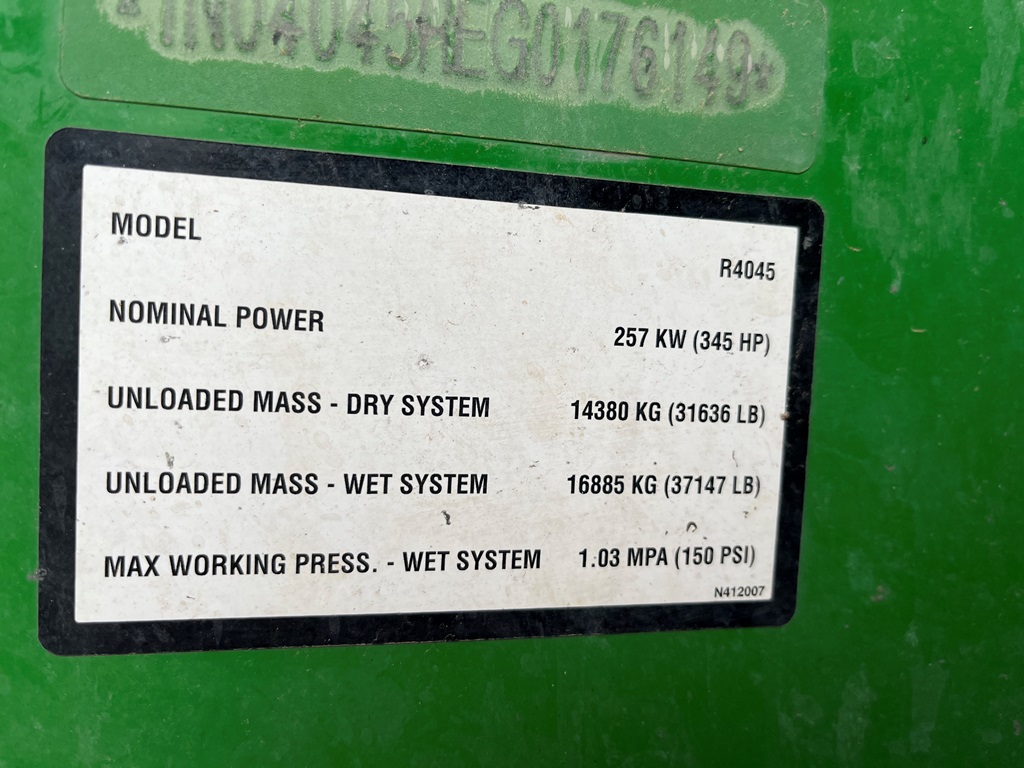 *1N04045HEG0176149*
MODEL R4045
NOMINAL POWER 257 KW (345 HP)
UNLOADED MASS - DRY SYSTEM 14380 KG (31636 LB)
UNLOADED MASS - WET SYSTEM 16885 KG (37147 LB)
MAX WORKING PRESS. - WET SYSTEM 1.03 MPA (150 PSI)
N412007